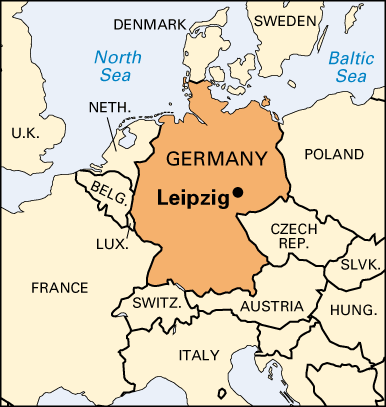 DENMARK
SWEDEN
North
Sea
Baltic
Sea
NETH.
U.K.
GERMANY
POLAND
BELG.
Leipzig
LUX.
CZECH
REP.
SLVK.
FRANCE
SWITZ.
AUSTRIA
HUNG.
ITALY